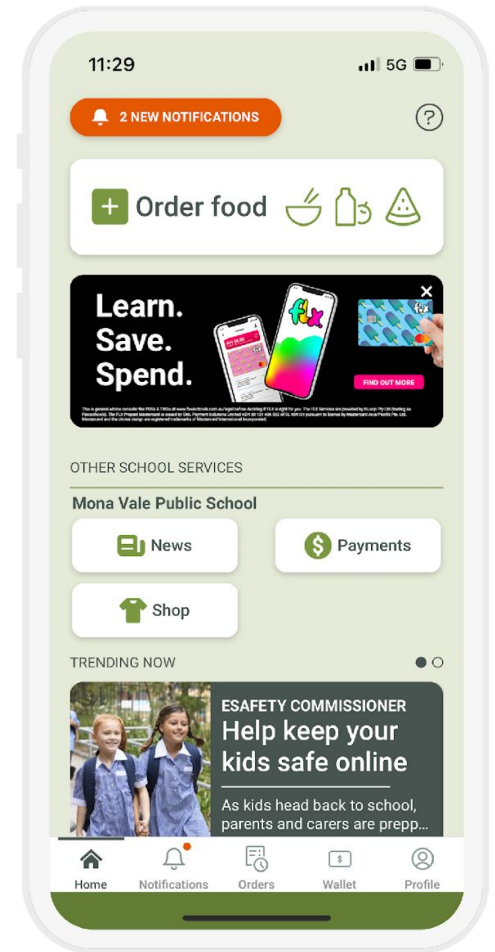 11:29
5G
2 NEW NOTIFICATIONS
?
+ Order food
Learn.
Save.
Spend.
flx
FIND OUT MORE
OTHER SCHOOL SERVICES
Mona Vale Public School
News
$ Payments
Shop
TRENDING NOW
ESAFETY COMMISSIONER
Help keep your
kids safe online
As kids head back to school,
parents and carers are prepp...
Home
Notifications
Orders
Wallet
Profile